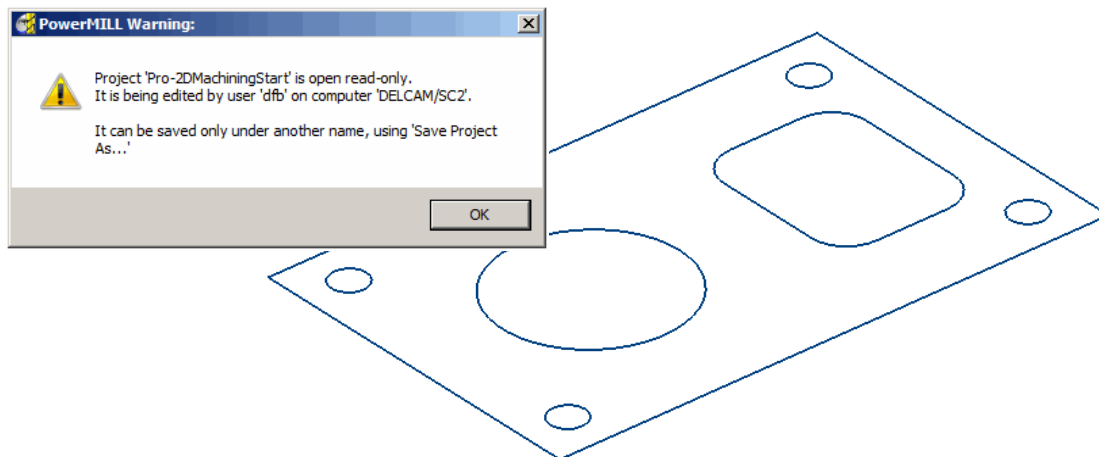 PowerMILL Warning:
Project 'Pro-2DMachiningStart' is open read-only.
It is being edited by user 'dfb' on computer 'DELCAM/SC2'.
It can be saved only under another name, using 'Save Project
As...'
OK